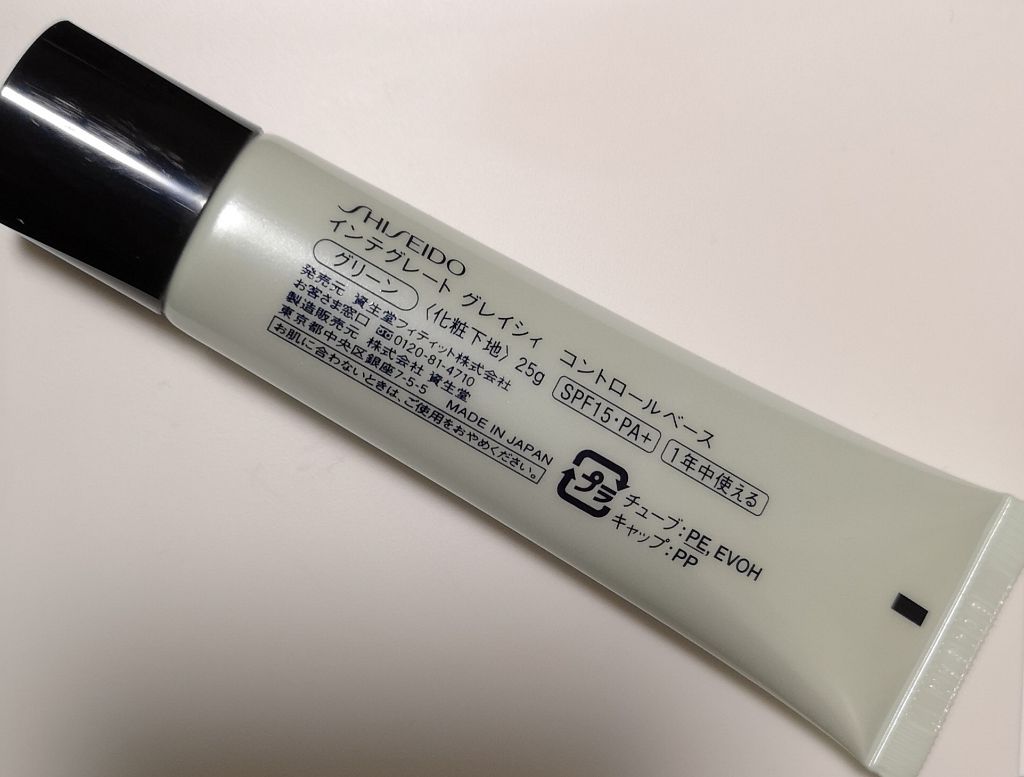 SHISEIDO
インテグレート グレイシィ コントロールベース
グリーン 〈化粧下地〉 25g SPF15・PA+ 1年中使える
発売元 資生堂フィティット株式会社
お客さま窓口 0120-81-4710
製造販売元 株式会社 資生堂
東京都中央区銀座7-5-5 MADE IN JAPAN
お肌に合わないときは、ご使用をおやめください。
プラ
チューブ:PE, EVOH
キャップ:PP